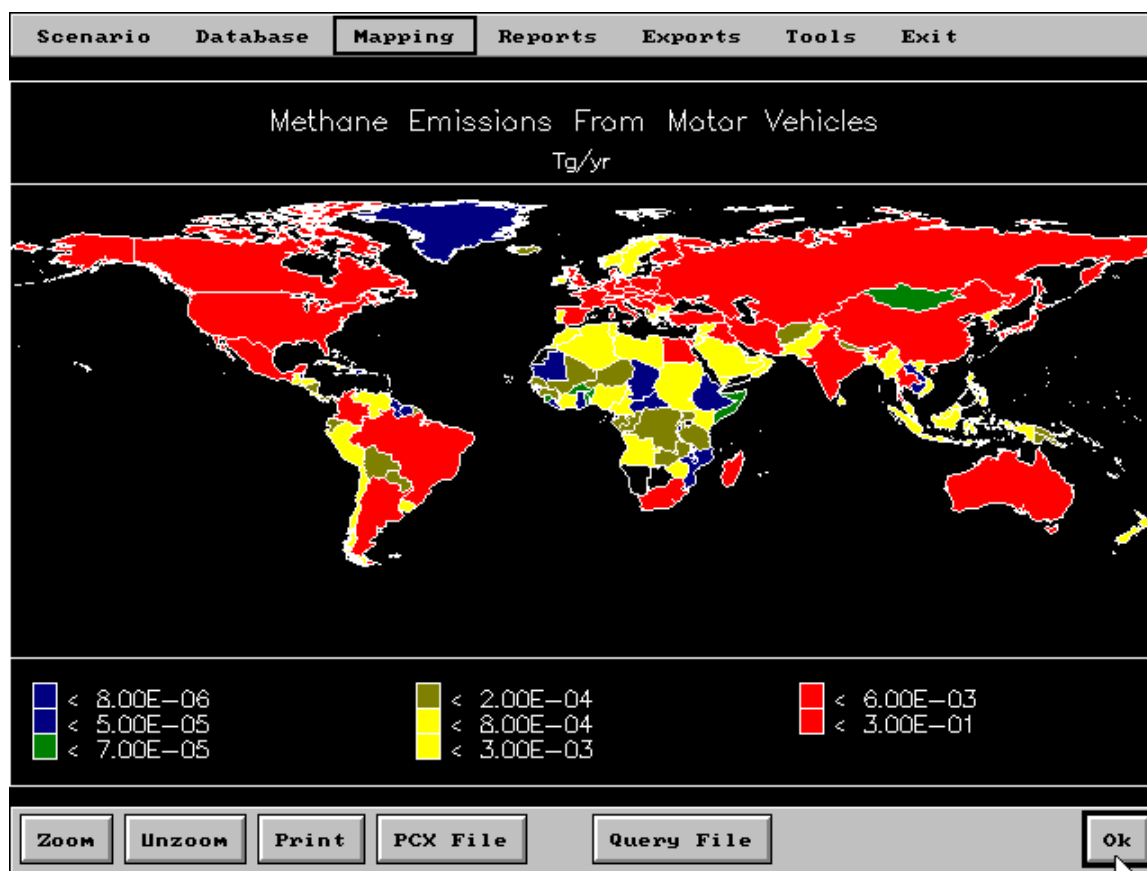 Scenario Database Mapping Reports Exports Tools Exit
Methane Emissions From Motor Vehicles
Tg/yr
< 8.00E-06
< 5.00E-05
< 7.00E-05
< 2.00E-04
< 8.00E-04
< 3.00E-03
< 6.00E-03
< 3.00E-01
Zoom Unzoom Print PCX File Query File Ok